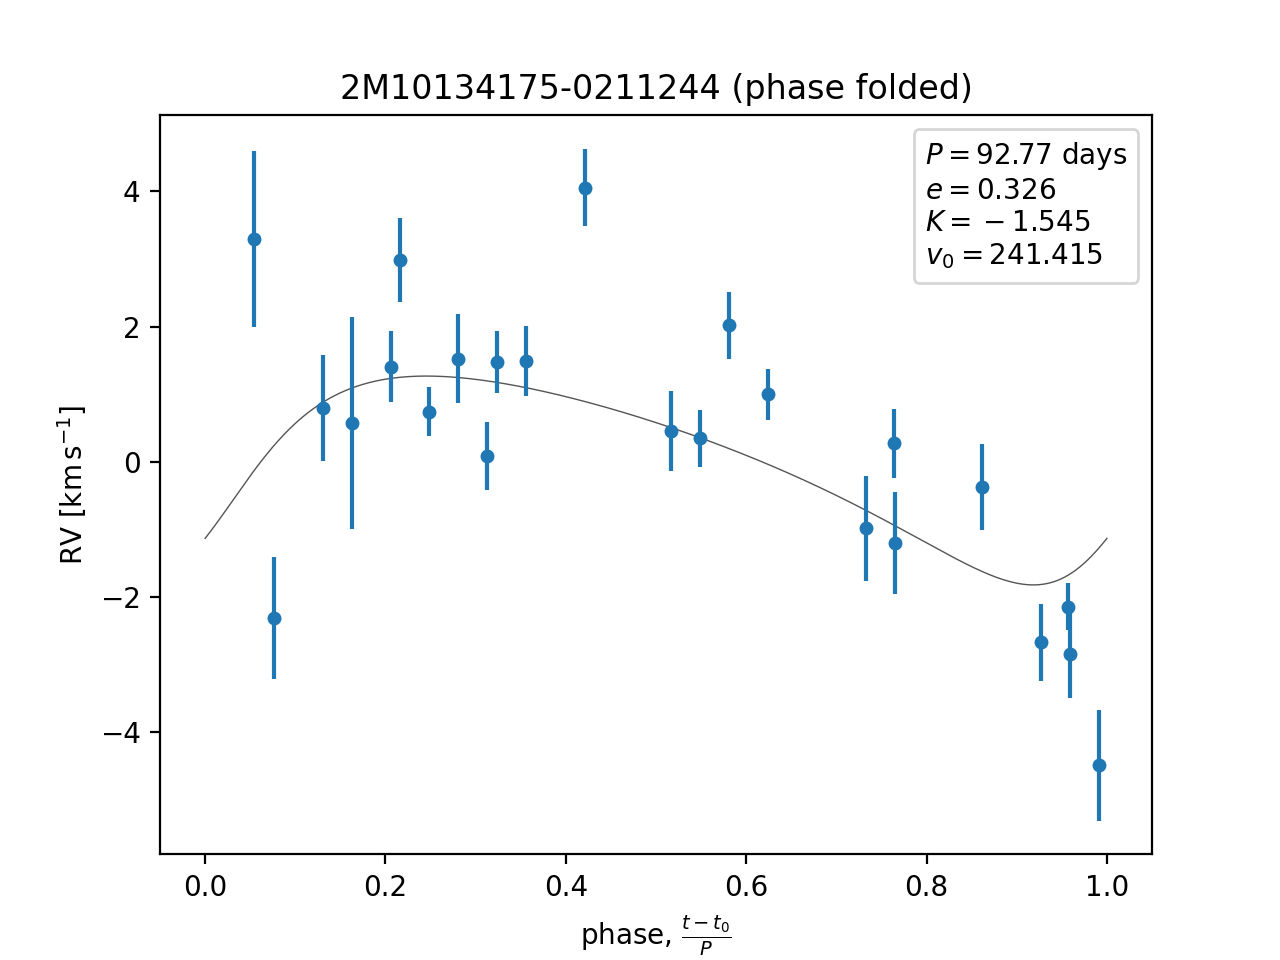 2M10134175-0211244 (phase folded)
P = 92.77 days
e = 0.326
K = −1.545
v₀ = 241.415
4
2
0
−2
−4
RV [km s⁻¹]
0.0 0.2 0.4 0.6 0.8 1.0
phase, (t − t₀)/P